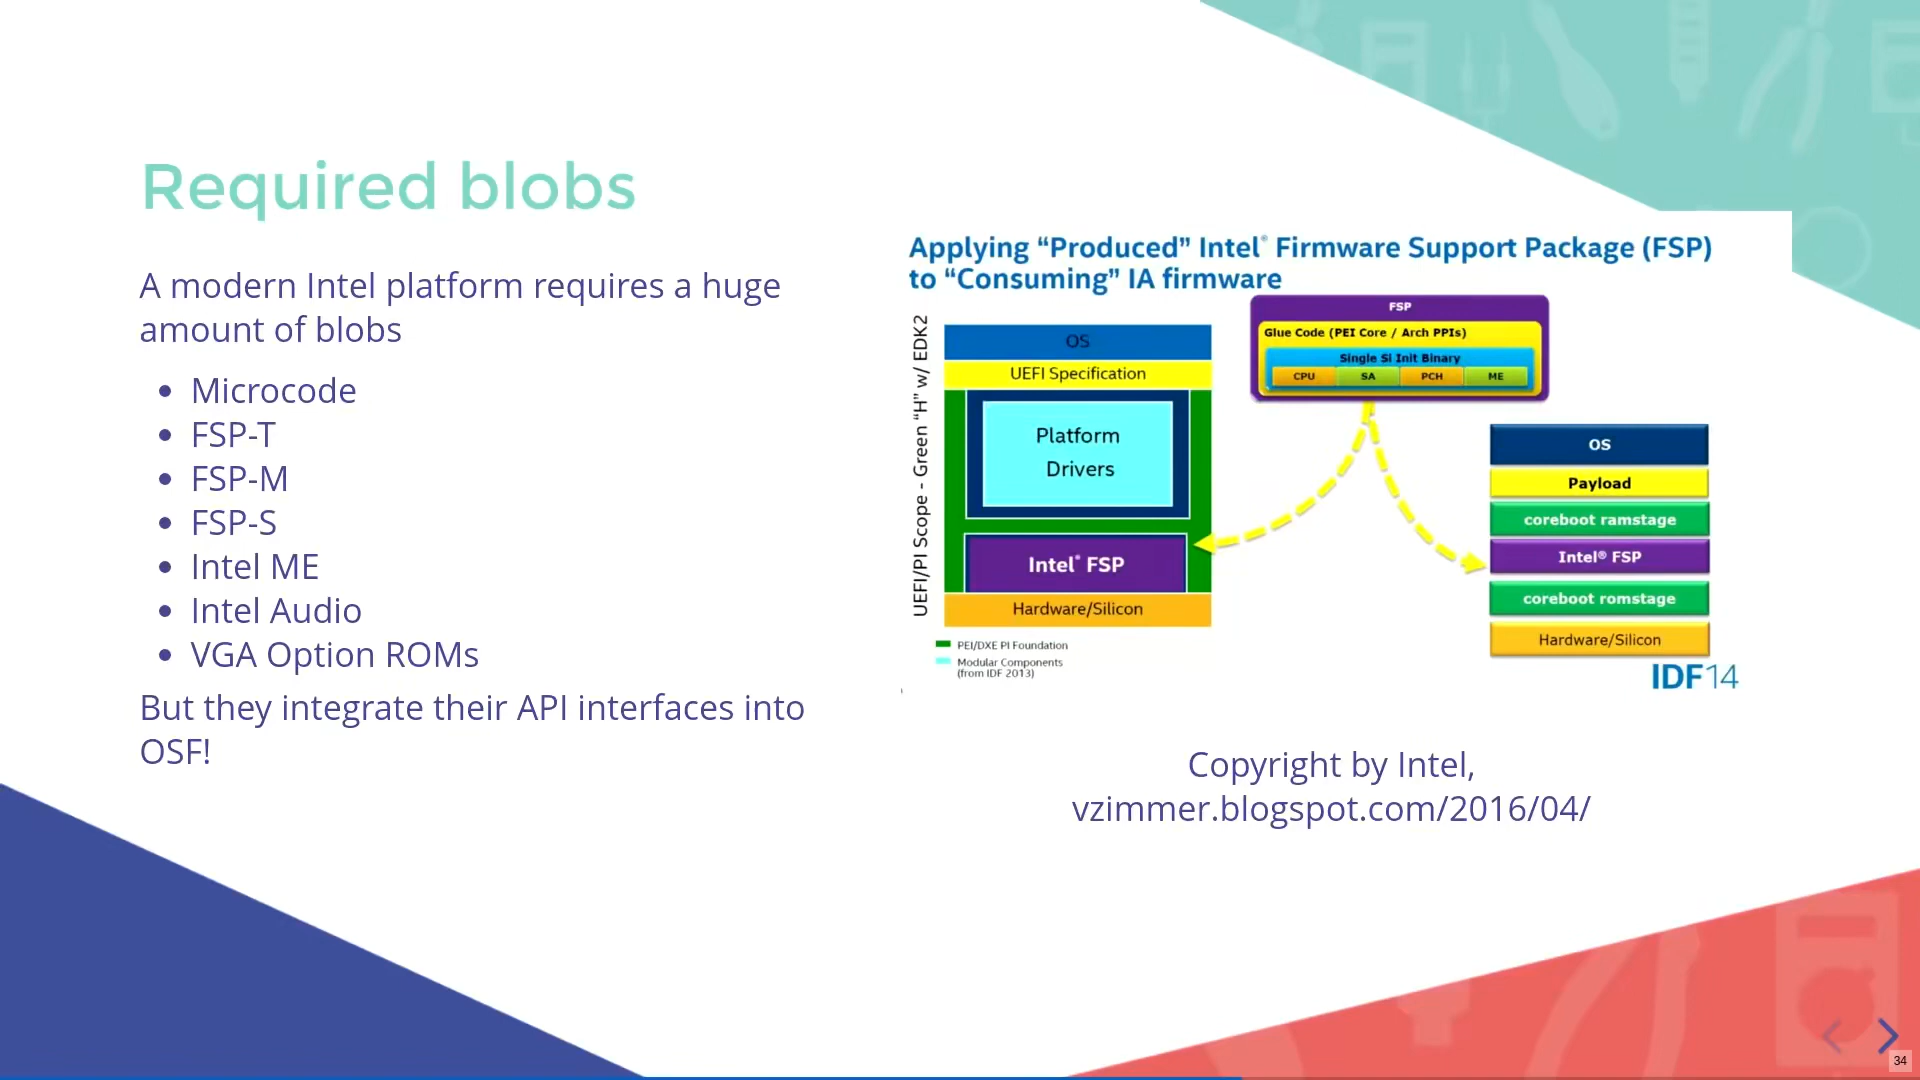 Required blobs
A modern Intel platform requires a huge
amount of blobs
• Microcode
• FSP-T
• FSP-M
• FSP-S
• Intel ME
• Intel Audio
• VGA Option ROMs
But they integrate their API interfaces into
OSF!
Applying “Produced” Intel® Firmware Support Package (FSP)
to “Consuming” IA firmware
UEFI/PI Scope - Green “H” w/ EDK2
OS
UEFI Specification
Platform
Drivers
Intel® FSP
Hardware/Silicon
PEI/DXE PI Foundation
Modular Components
(from IDF 2013)
FSP
Glue Code (PEI Core / Arch PPIs)
Single Si Init Binary
CPU SA PCH ME
OS
Payload
coreboot ramstage
Intel® FSP
coreboot romstage
Hardware/Silicon
IDF14
Copyright by Intel,
vzimmer.blogspot.com/2016/04/
34